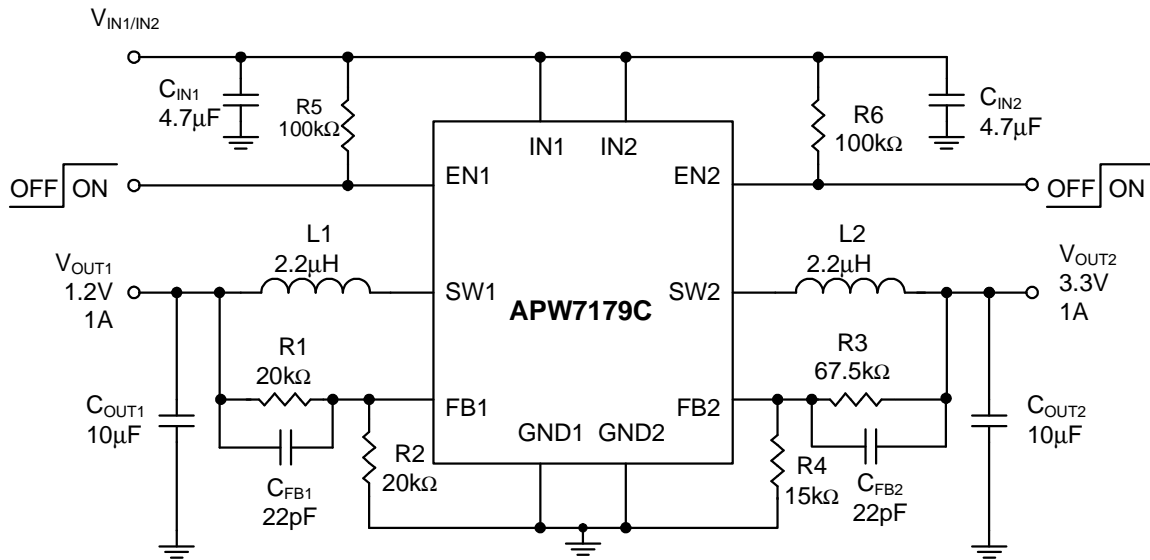 VIN1/IN2
CIN1
4.7μF
R5
100kΩ
IN1
IN2
R6
100kΩ
CIN2
4.7μF
OFF ON
EN1
EN2
OFF ON
L1
2.2μH
L2
2.2μH
VOUT1
1.2V
1A
SW1
APW7179C
SW2
VOUT2
3.3V
1A
R1
20kΩ
R3
67.5kΩ
COUT1
10μF
FB1
FB2
COUT2
10μF
GND1
GND2
R2
20kΩ
R4
15kΩ
CFB1
22pF
CFB2
22pF